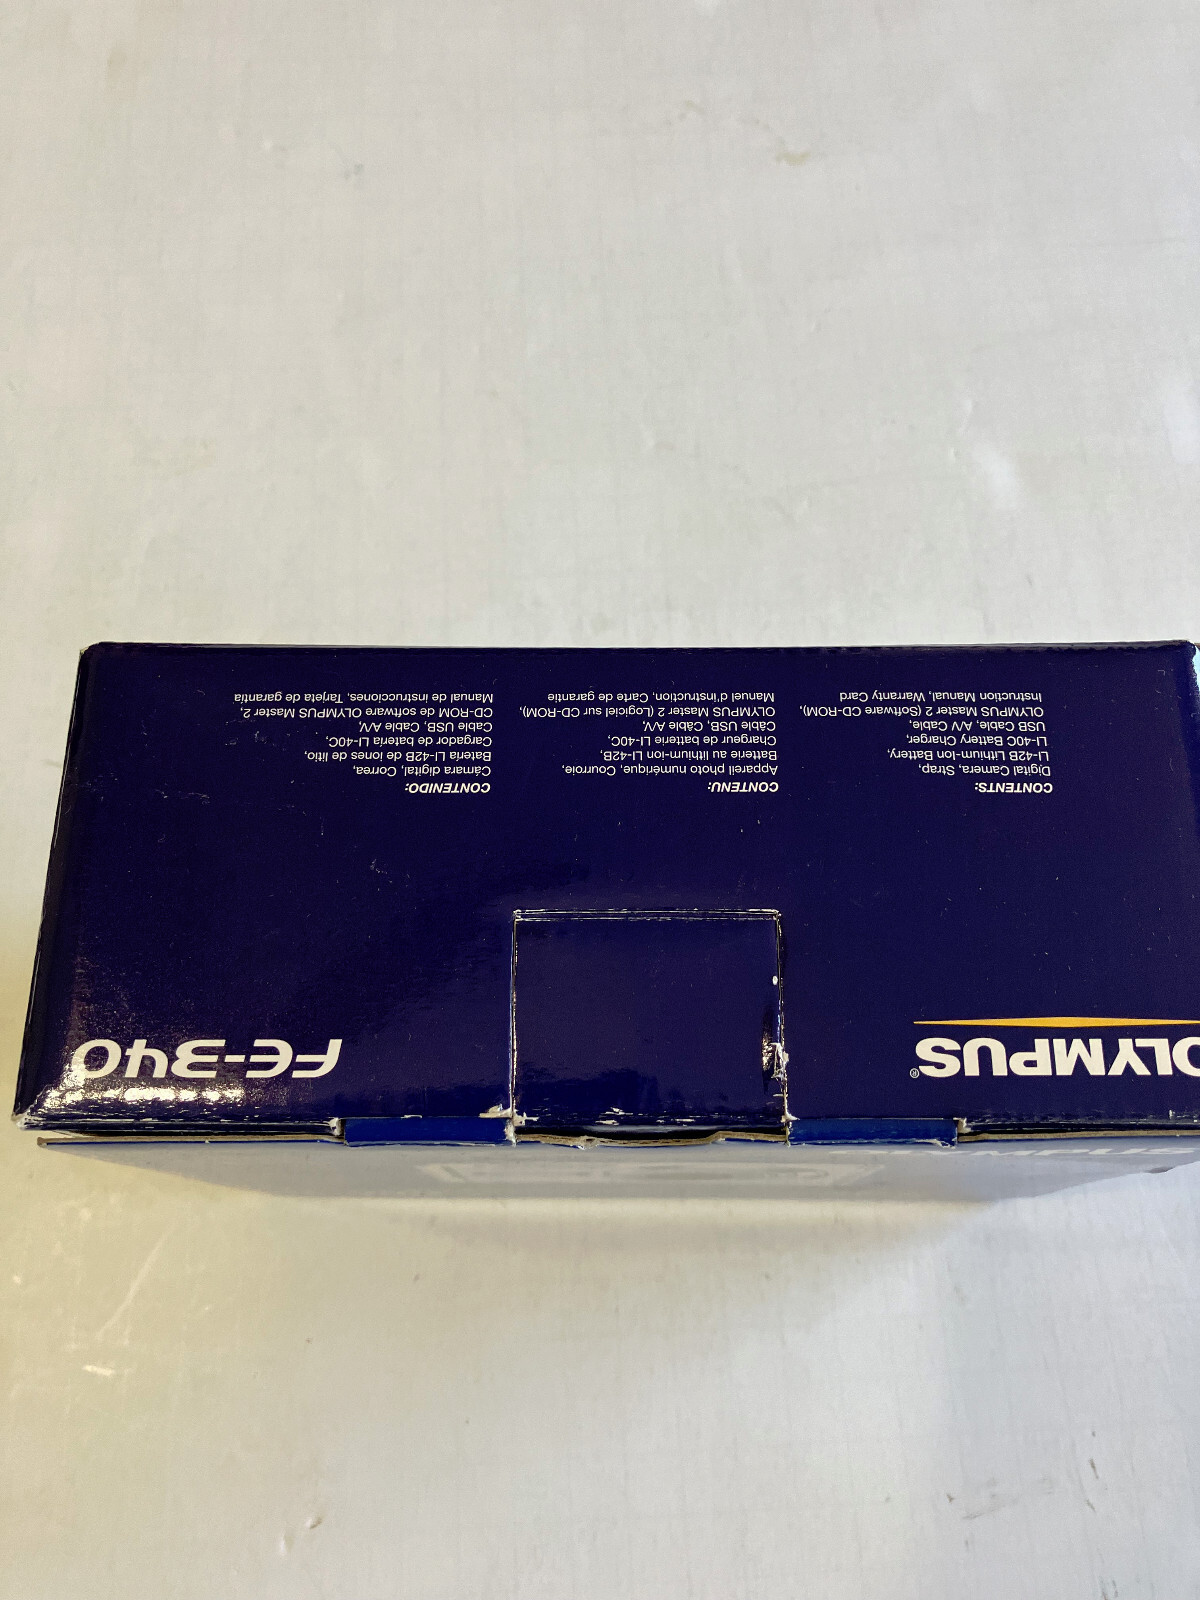 OLYMPUS®
FE-340
CONTENTS:
Digital Camera, Strap,
LI-42B Lithium-Ion Battery,
LI-40C Battery Charger,
USB Cable, A/V Cable,
OLYMPUS Master 2 (Software CD-ROM),
Instruction Manual, Warranty Card
CONTENU:
Appareil photo numérique, Courroie,
Batterie au lithium-ion LI-42B,
Chargeur de batterie LI-40C,
Câble USB, Câble A/V,
OLYMPUS Master 2 (Logiciel sur CD-ROM),
Manuel d'instruction, Carte de garantie
CONTENIDO:
Cámara digital, Correa,
Batería LI-42B de iones de litio,
Cargador de batería LI-40C,
Cable USB, Cable A/V,
CD-ROM de software OLYMPUS Master 2,
Manual de instrucciones, Tarjeta de garantía
OLYMPUS